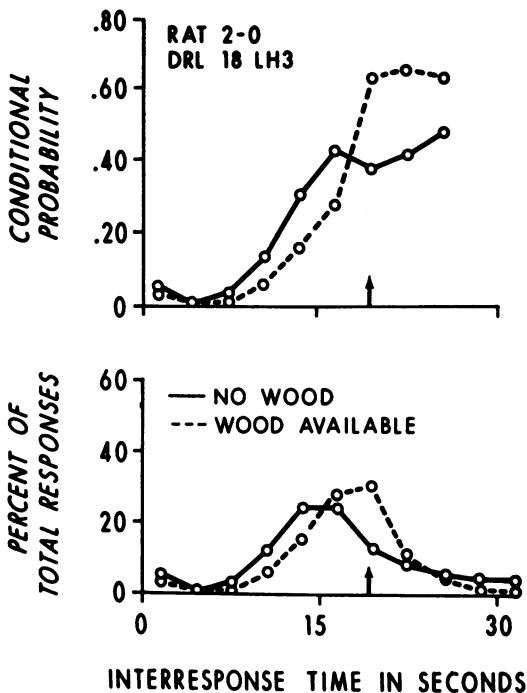 RAT 2-0
DRL 18 LH3
CONDITIONAL
PROBABILITY
.80
.60
.40
.20
0
PERCENT OF
TOTAL RESPONSES
60
40
20
0
NO WOOD
WOOD AVAILABLE
0 15 30
INTERRESPONSE TIME IN SECONDS